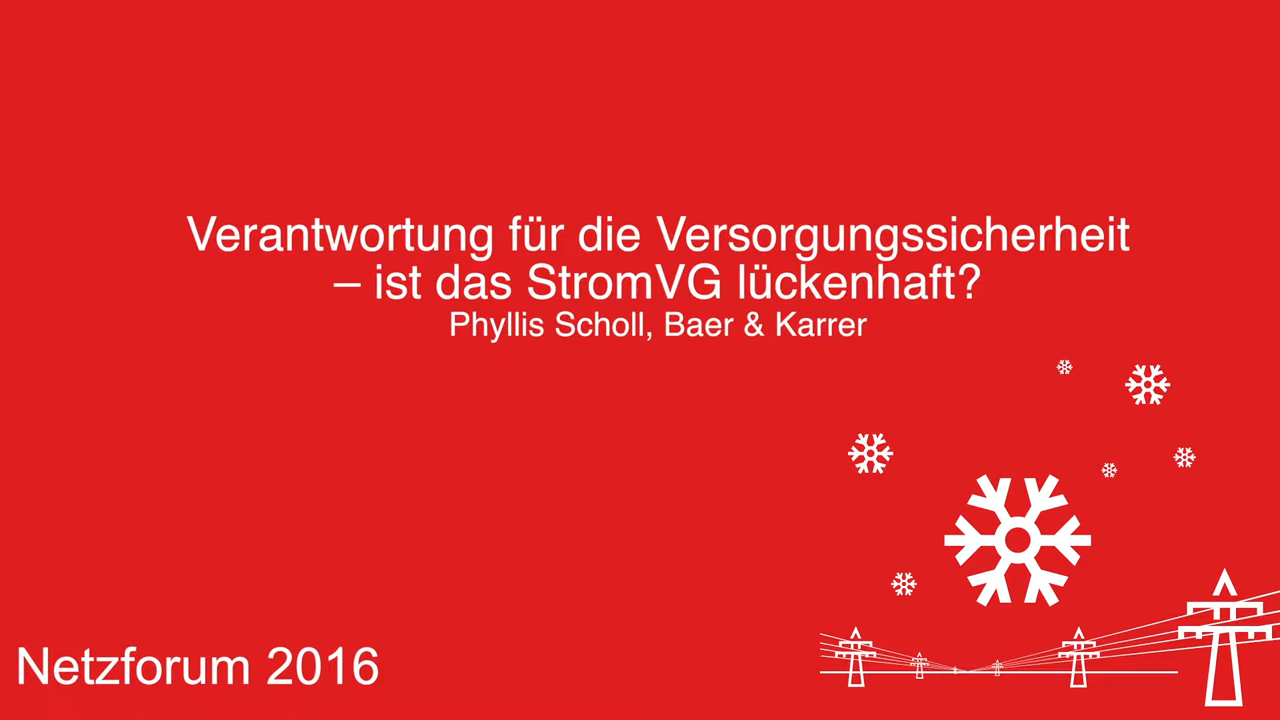 Verantwortung für die Versorgungssicherheit
– ist das StromVG lückenhaft?
Phyllis Scholl, Baer & Karrer
Netzforum 2016